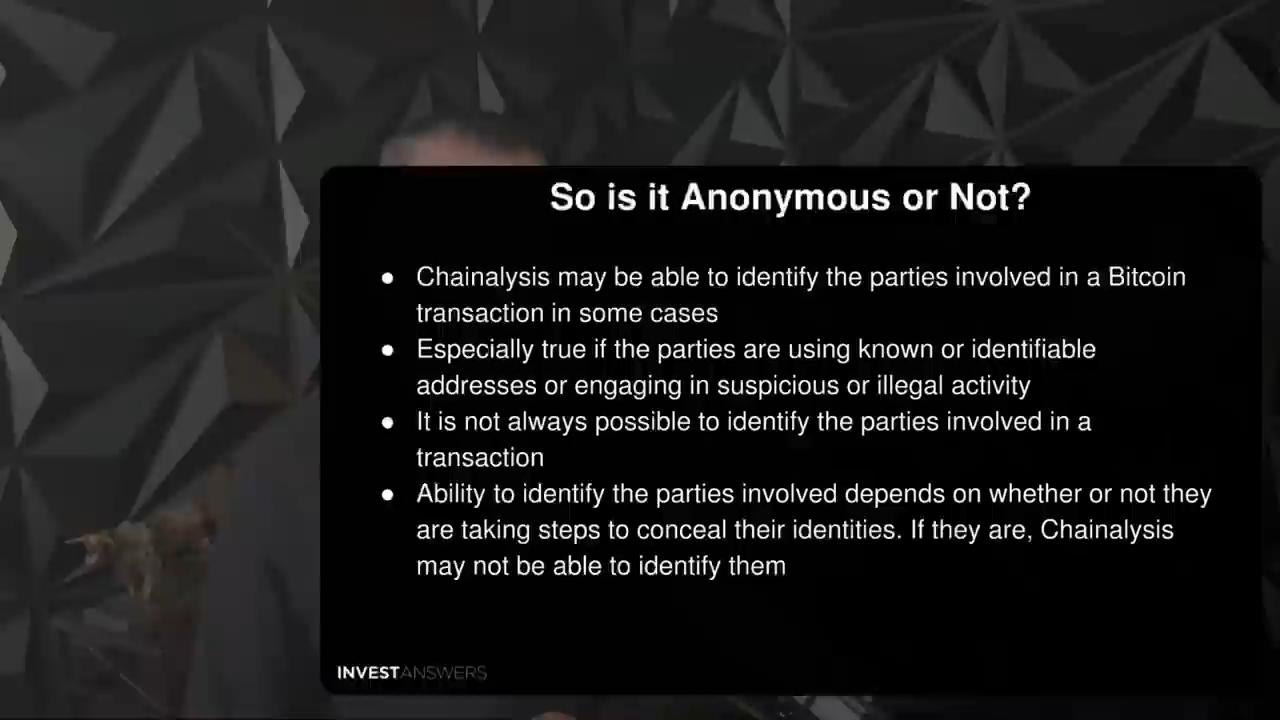 So is it Anonymous or Not?
● Chainalysis may be able to identify the parties involved in a Bitcoin
transaction in some cases
● Especially true if the parties are using known or identifiable
addresses or engaging in suspicious or illegal activity
● It is not always possible to identify the parties involved in a
transaction
● Ability to identify the parties involved depends on whether or not they
are taking steps to conceal their identities. If they are, Chainalysis
may not be able to identify them
INVESTANSWERS